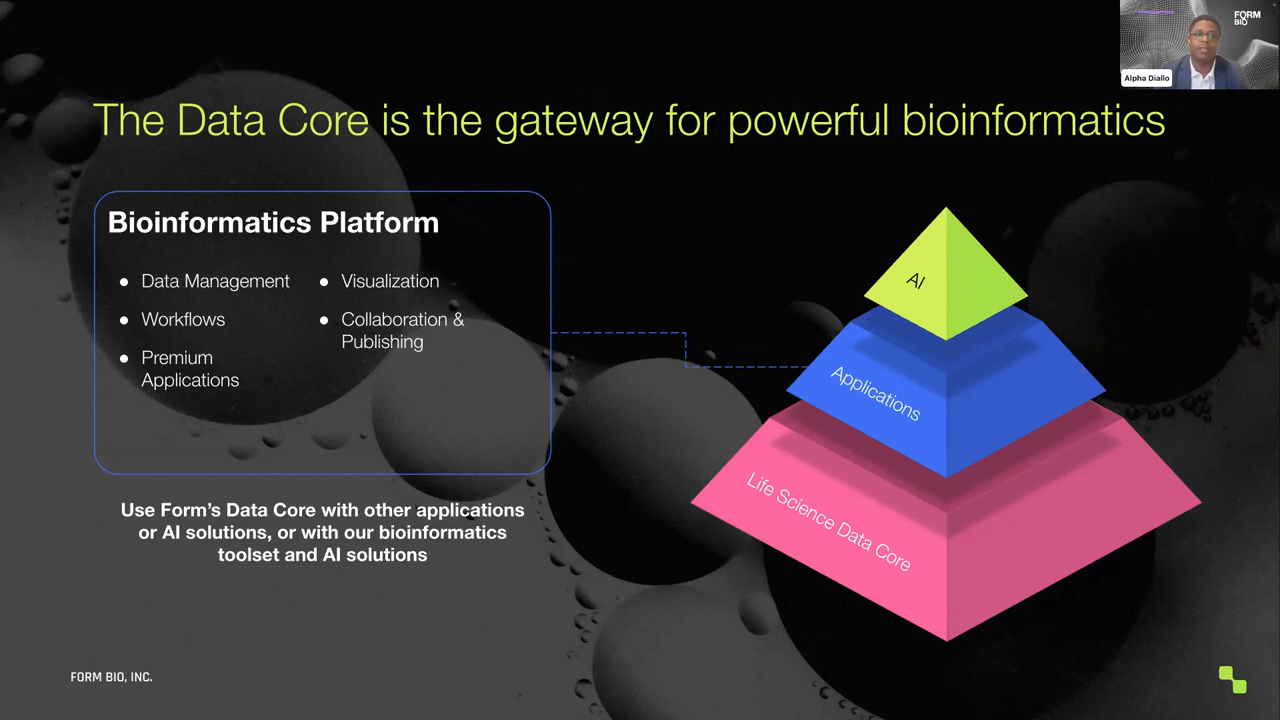 FORM
BIO
Alpha Diallo
The Data Core is the gateway for powerful bioinformatics
Bioinformatics Platform
● Data Management
● Workflows
● Premium
Applications
● Visualization
● Collaboration &
Publishing
Use Form's Data Core with other applications
or AI solutions, or with our bioinformatics
toolset and AI solutions
AI
Applications
Life Science Data Core
FORM BIO, INC.